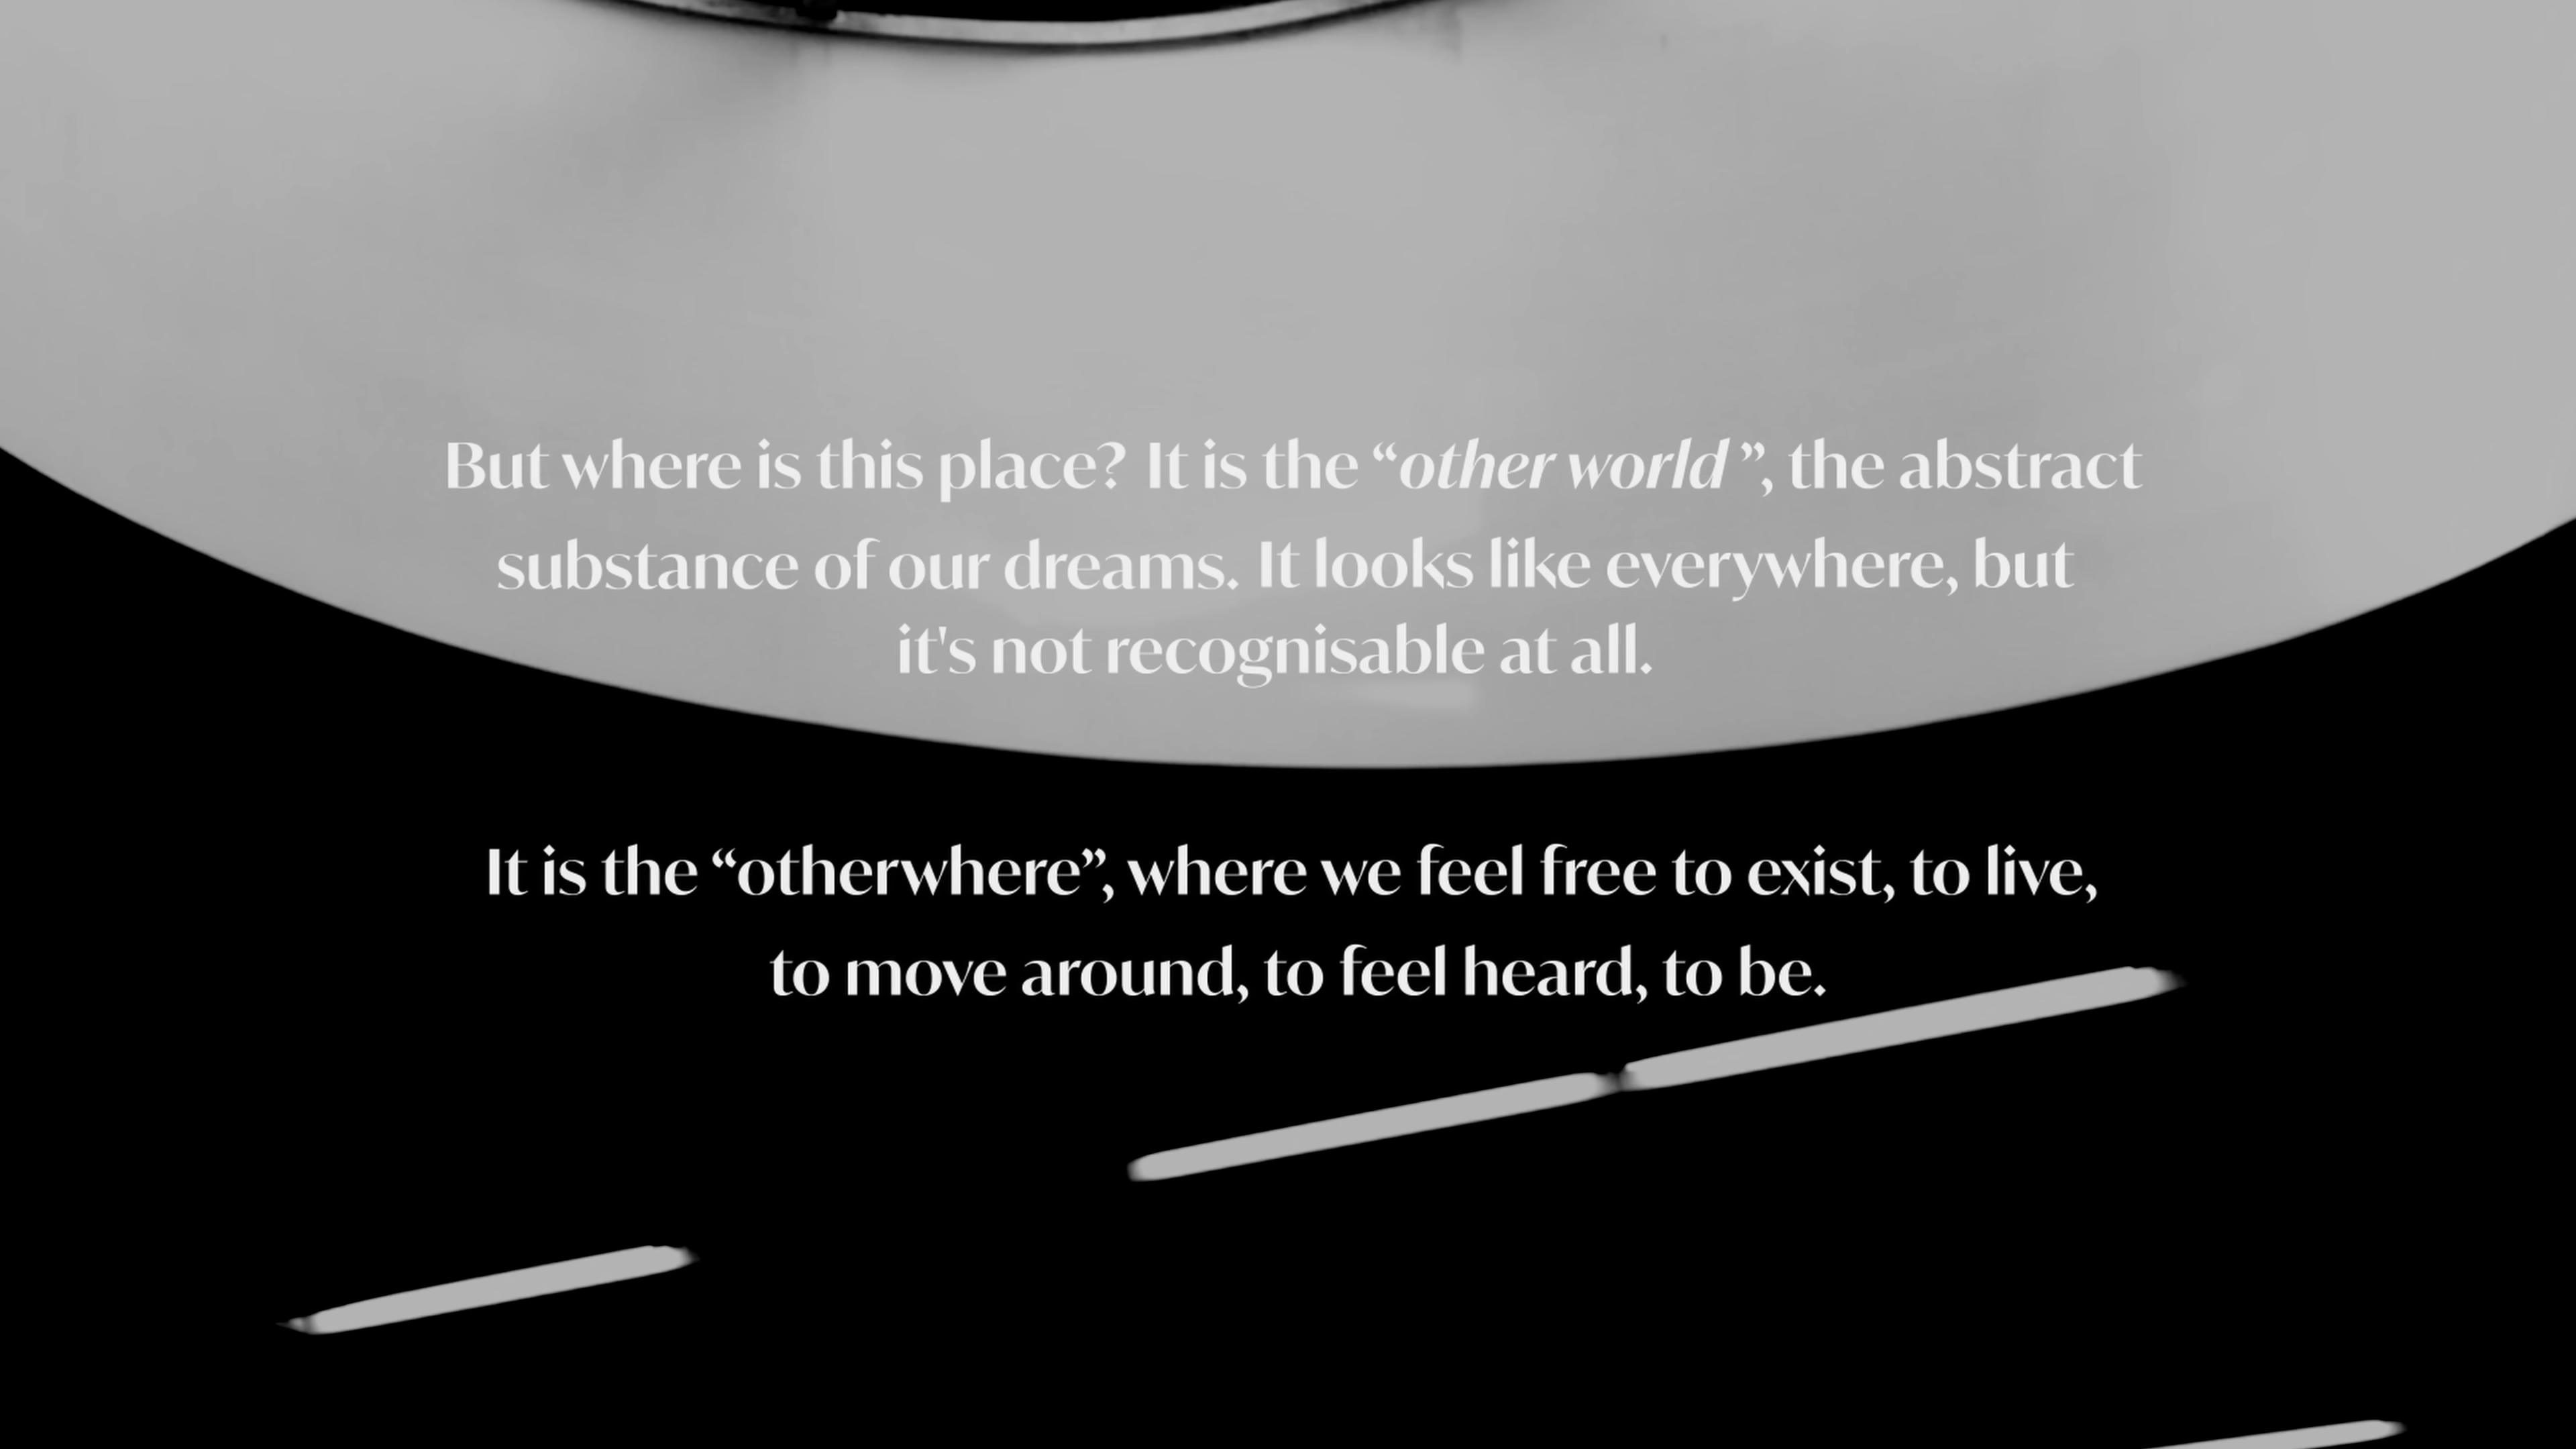 But where is this place? It is the “other world”, the abstract
substance of our dreams. It looks like everywhere, but
it's not recognisable at all.
It is the “otherwhere”, where we feel free to exist, to live,
to move around, to feel heard, to be.